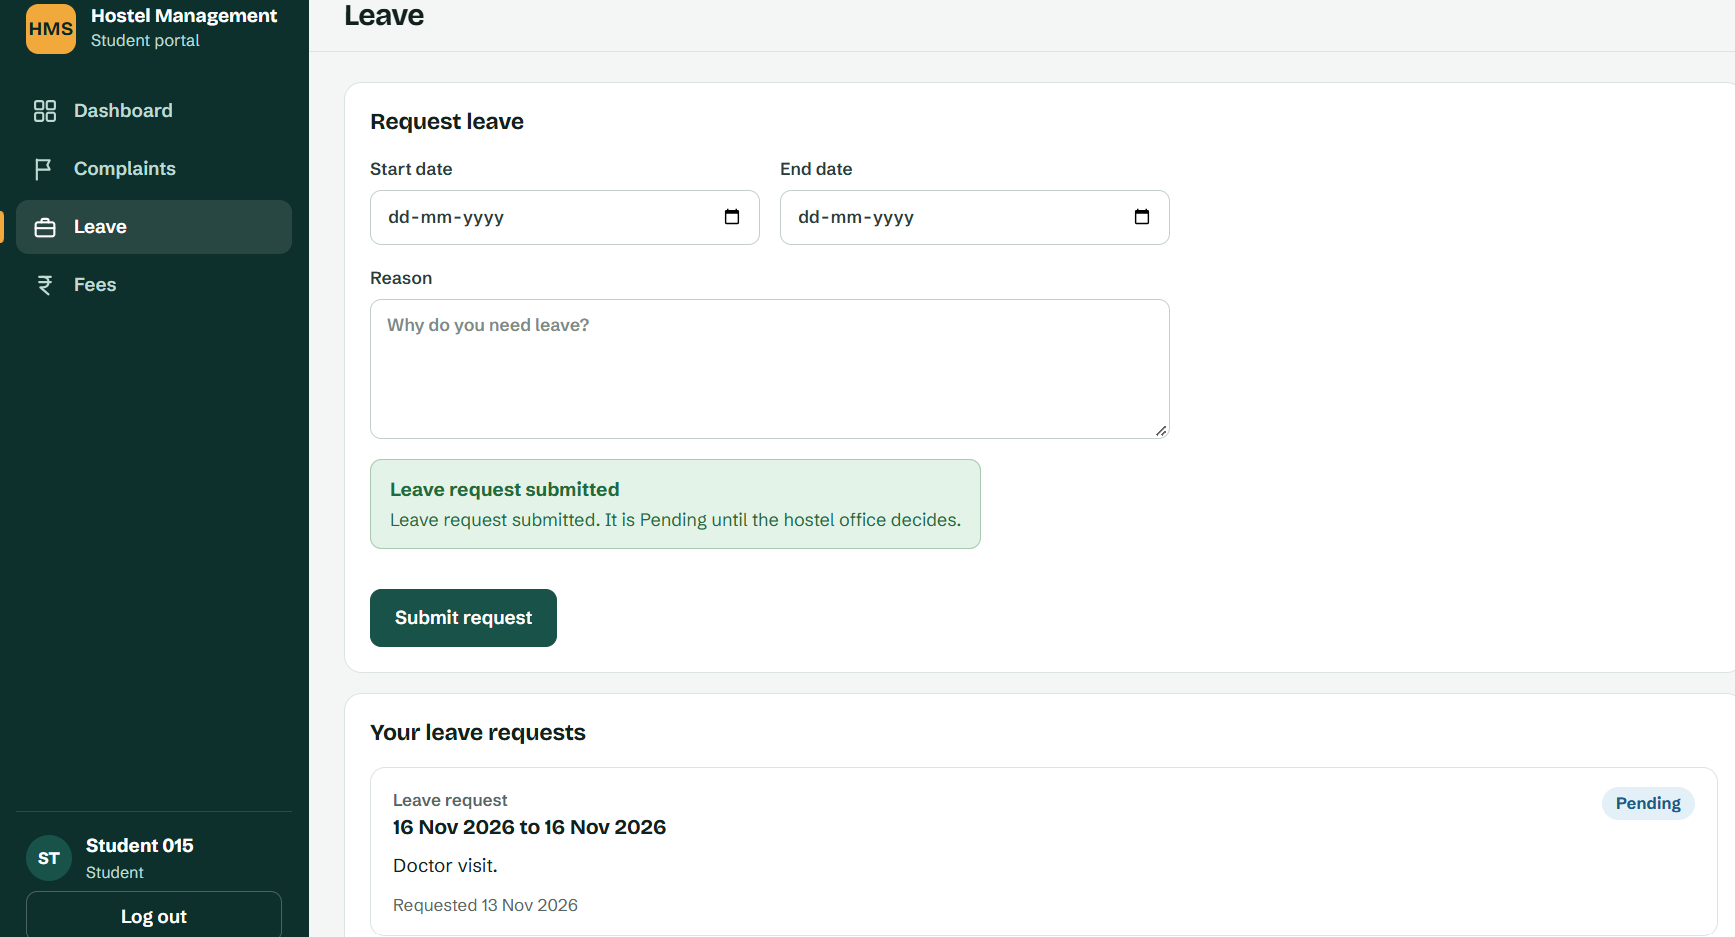 HMS
Hostel Management
Student portal
Dashboard
Complaints
Leave
Fees
ST
Student 015
Student
Log out
Leave
Request leave
Start date
End date
dd-mm-yyyy
dd-mm-yyyy
Reason
Why do you need leave?
Leave request submitted
Leave request submitted. It is Pending until the hostel office decides.
Submit request
Your leave requests
Leave request
Pending
16 Nov 2026 to 16 Nov 2026
Doctor visit.
Requested 13 Nov 2026